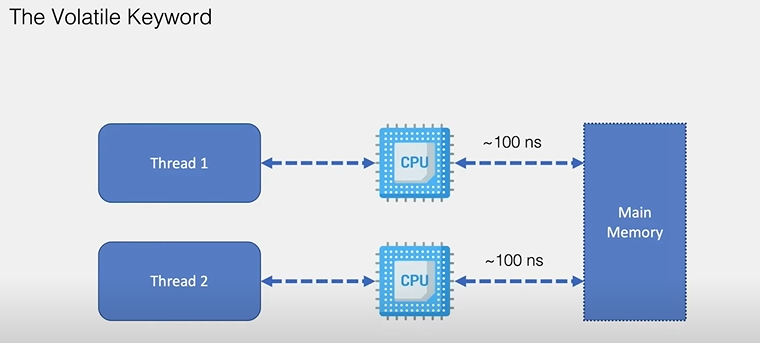 The Volatile Keyword
Thread 1
CPU
~100 ns
Main
Memory
Thread 2
CPU
~100 ns